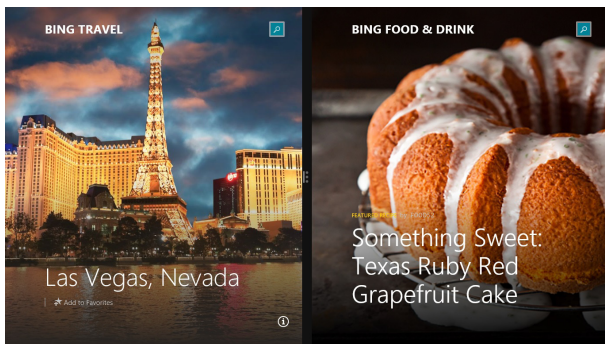 BING TRAVEL
Las Vegas, Nevada
Add to Favorites
BING FOOD & DRINK
Something Sweet:
Texas Ruby Red
Grapefruit Cake